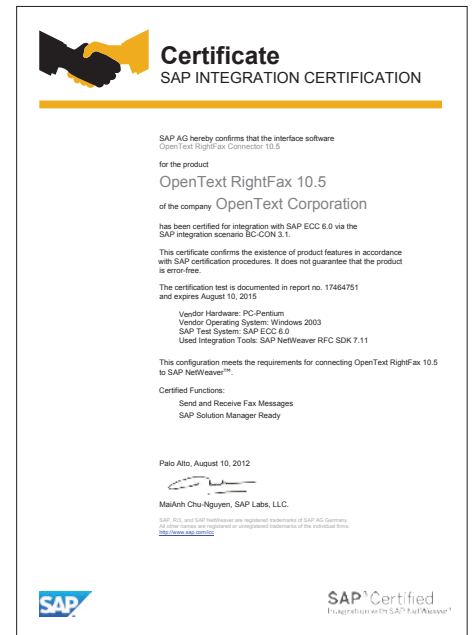 Certificate
SAP INTEGRATION CERTIFICATION
SAP AG hereby confirms that the interface software
OpenText RightFax Connector 10.5
for the product
OpenText RightFax 10.5
of the company OpenText Corporation
has been certified for integration with SAP ECC 6.0 via the
SAP integration scenario BC-CON 3.1.
This certificate confirms the existence of product features in accordance
with SAP certification procedures. It does not guarantee that the product
is error-free.
The certification test is documented in report no. 17464751
and expires August 10, 2015
Vendor Hardware: PC-Pentium
Vendor Operating System: Windows 2003
SAP Test System: SAP ECC 6.0
Used Integration Tools: SAP NetWeaver RFC SDK 7.11
This configuration meets the requirements for connecting OpenText RightFax 10.5
to SAP NetWeaver™.
Certified Functions:
Send and Receive Fax Messages
SAP Solution Manager Ready
Palo Alto, August 10, 2012
MaiAnh Chu-Nguyen, SAP Labs, LLC.
SAP, R/3, and SAP NetWeaver are registered trademarks of SAP AG Germany.
All other names are registered or unregistered trademarks of the individual firms.
http://www.sap.com/icc
SAP
SAP® Certified
Integration with SAP NetWeaver®